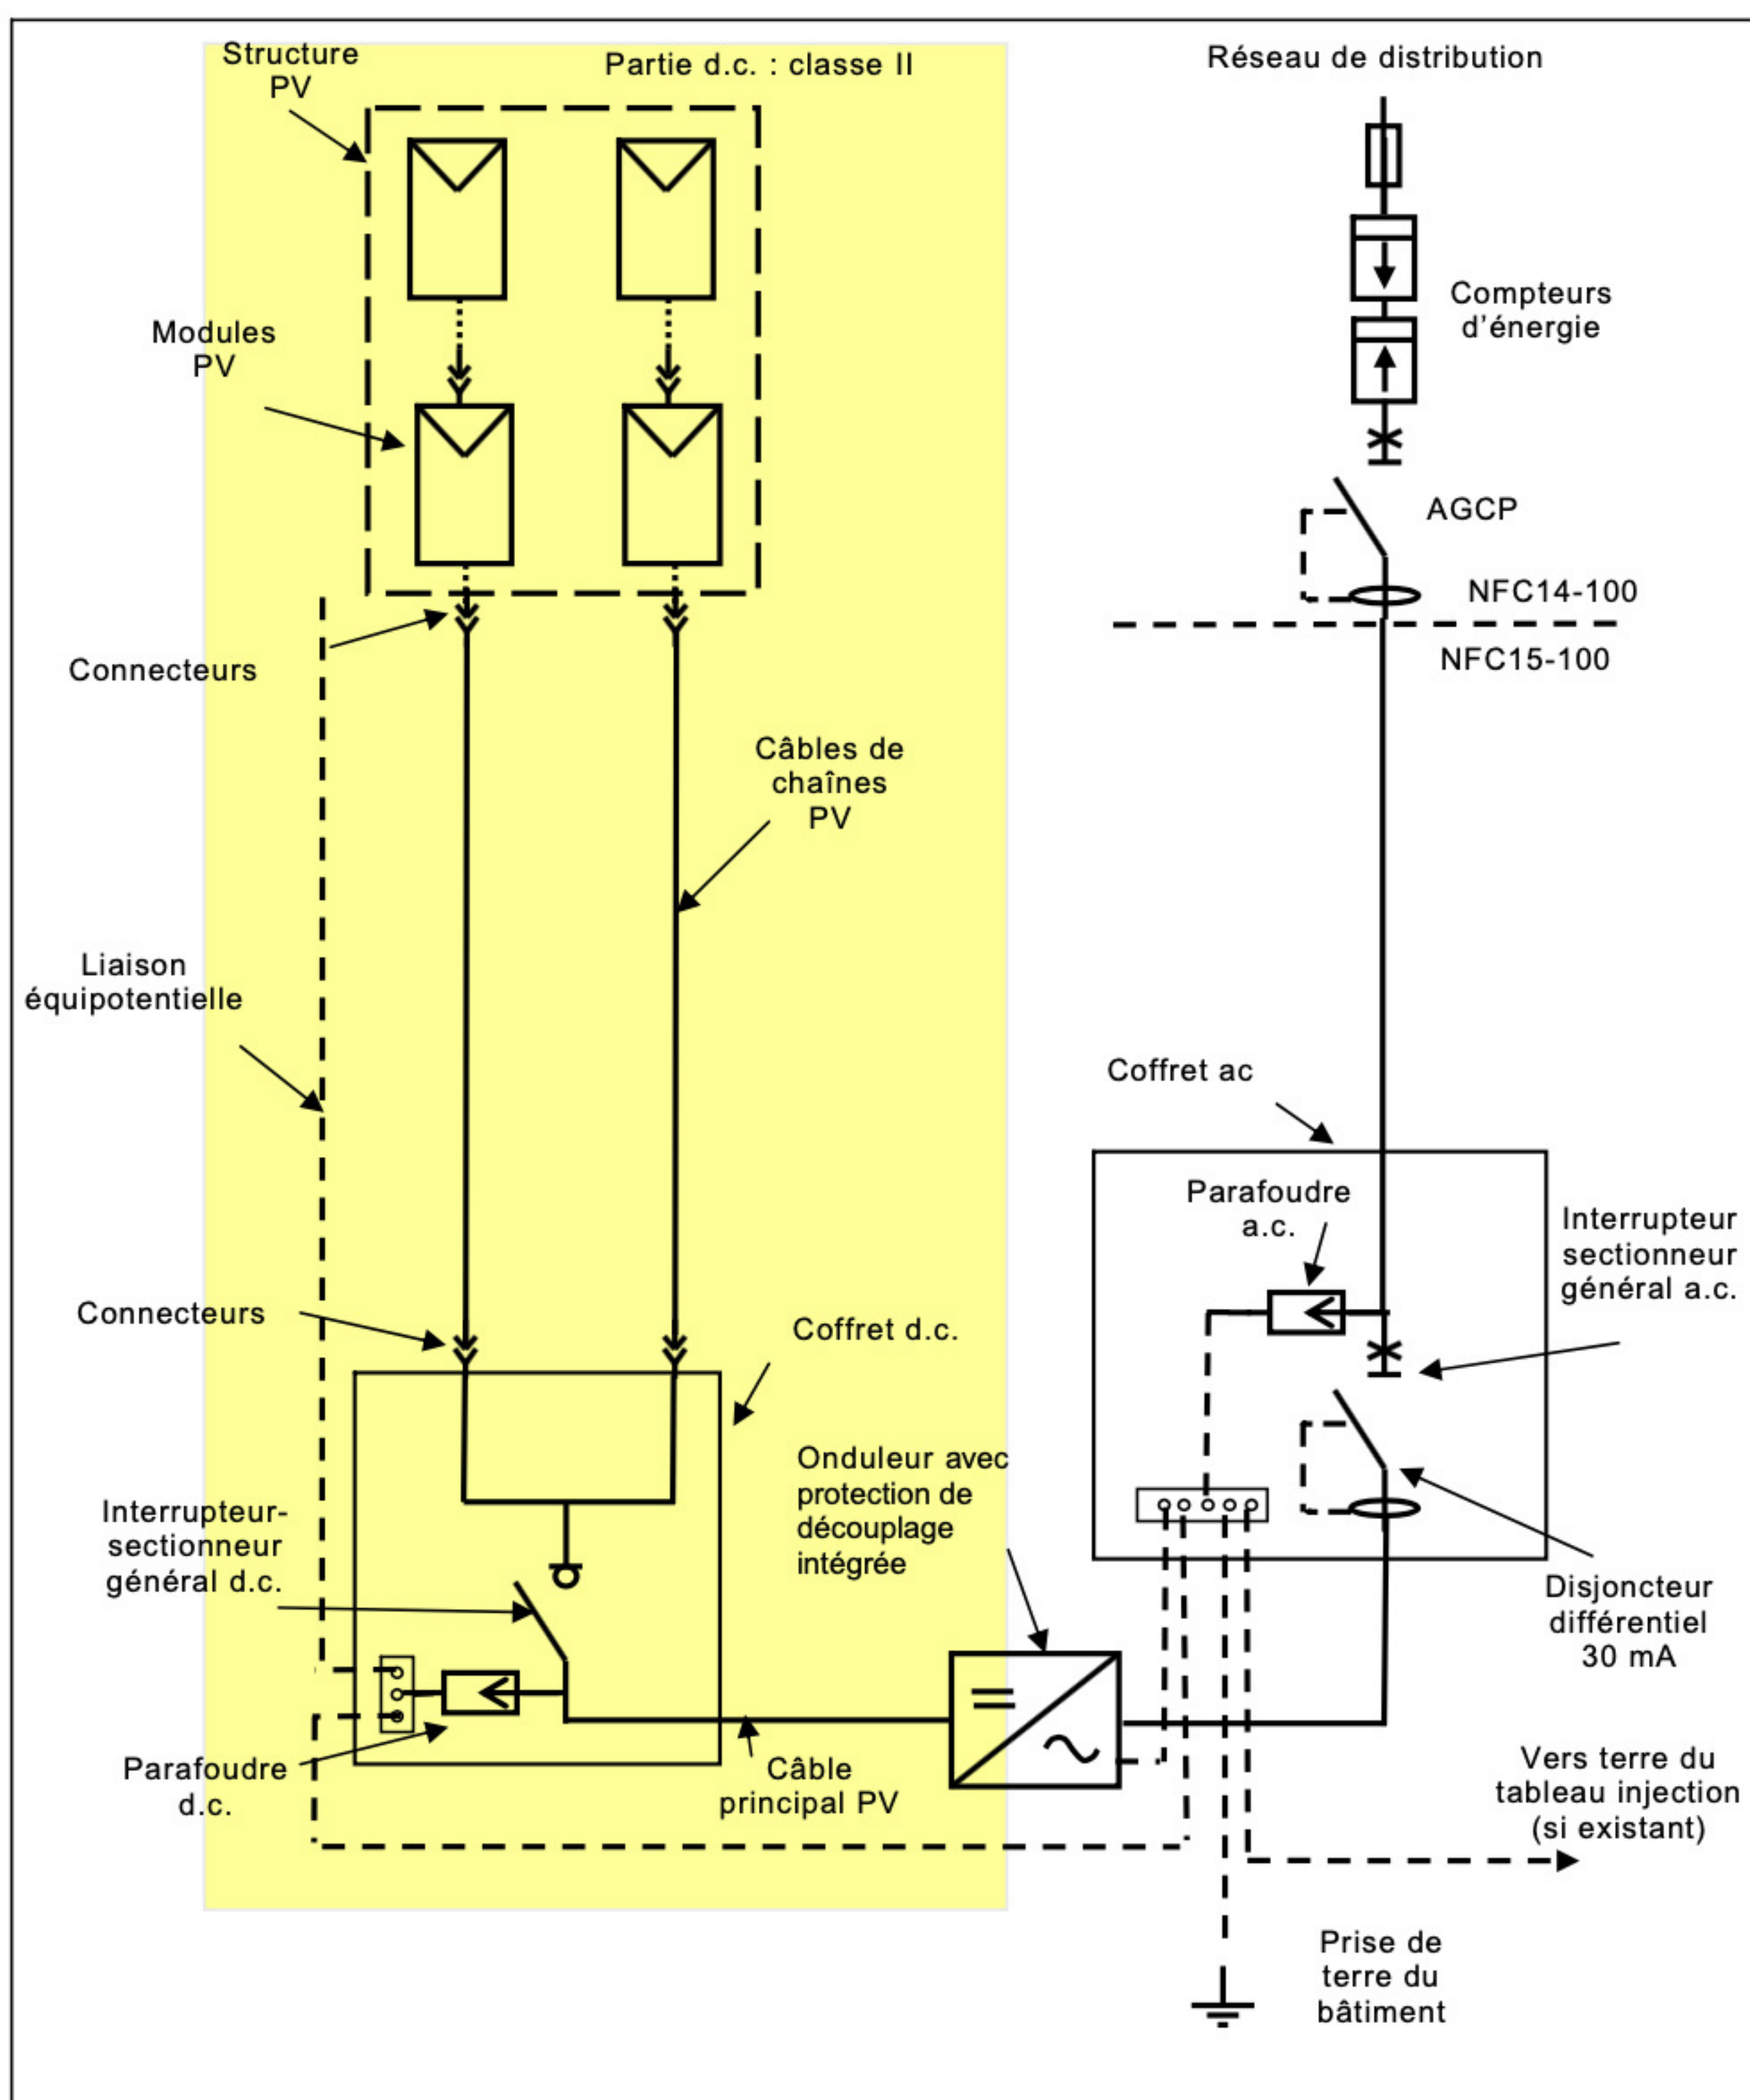 Structure
PV
Partie d.c. : classe II
Réseau de distribution
Modules
PV
Compteurs
d'énergie
AGCP
NFC14-100
NFC15-100
Connecteurs
Câbles de
chaînes
PV
Liaison
équipotentielle
Coffret ac
Parafoudre
a.c.
Interrupteur
sectionneur
général a.c.
Connecteurs
Coffret d.c.
Onduleur avec
protection de
découplage
intégrée
Interrupteur-
sectionneur
général d.c.
Disjoncteur
différentiel
30 mA
Parafoudre
d.c.
Câble
principal PV
Vers terre du
tableau injection
(si existant)
Prise de
terre du
bâtiment